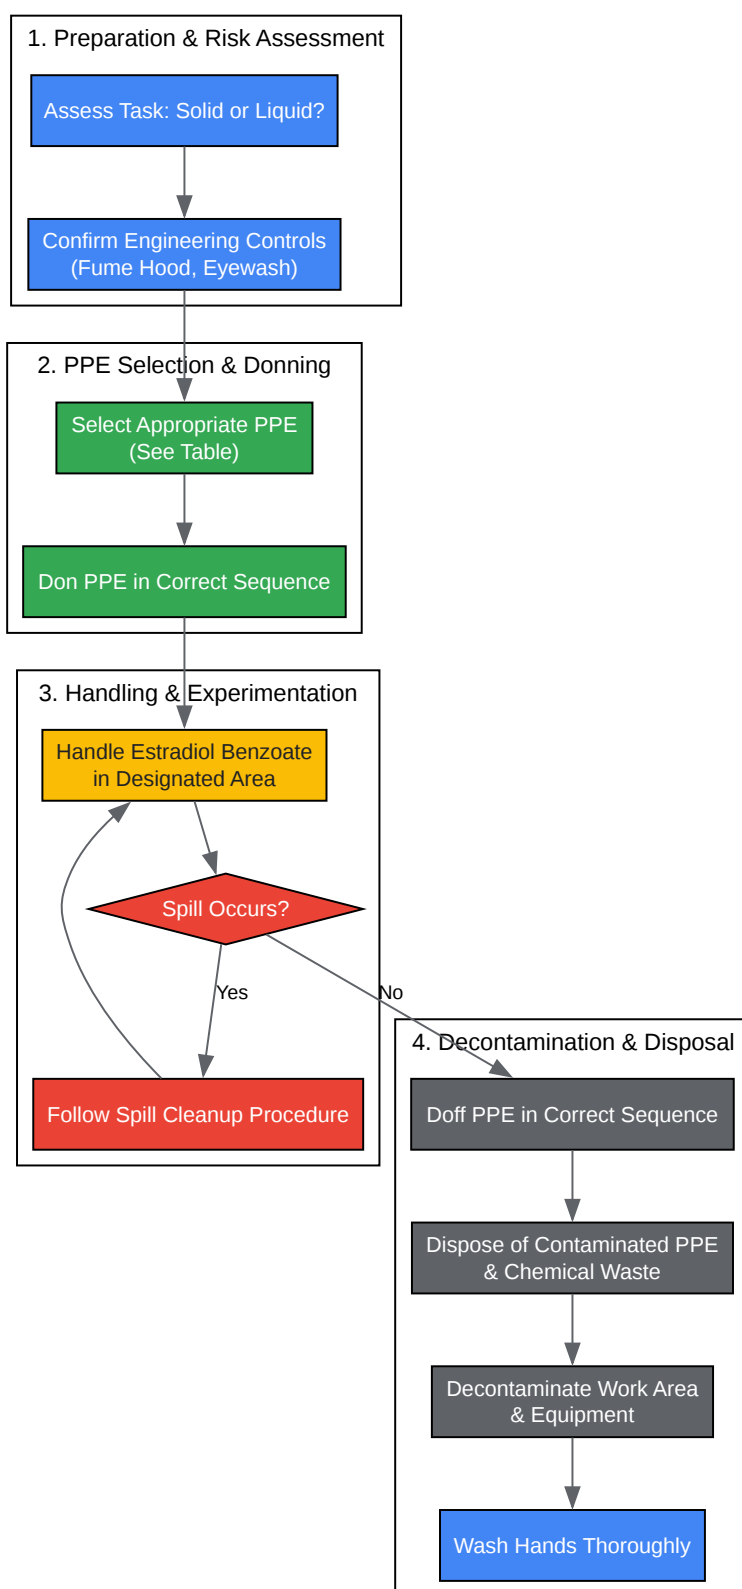 1. Preparation & Risk Assessment
Assess Task: Solid or Liquid?
Confirm Engineering Controls
(Fume Hood, Eyewash)
2. PPE Selection & Donning
Select Appropriate PPE
(See Table)
Don PPE in Correct Sequence
3. Handling & Experimentation
Handle Estradiol Benzoate
in Designated Area
Spill Occurs?
Yes
No
Follow Spill Cleanup Procedure
4. Decontamination & Disposal
Doff PPE in Correct Sequence
Dispose of Contaminated PPE
& Chemical Waste
Decontaminate Work Area
& Equipment
Wash Hands Thoroughly